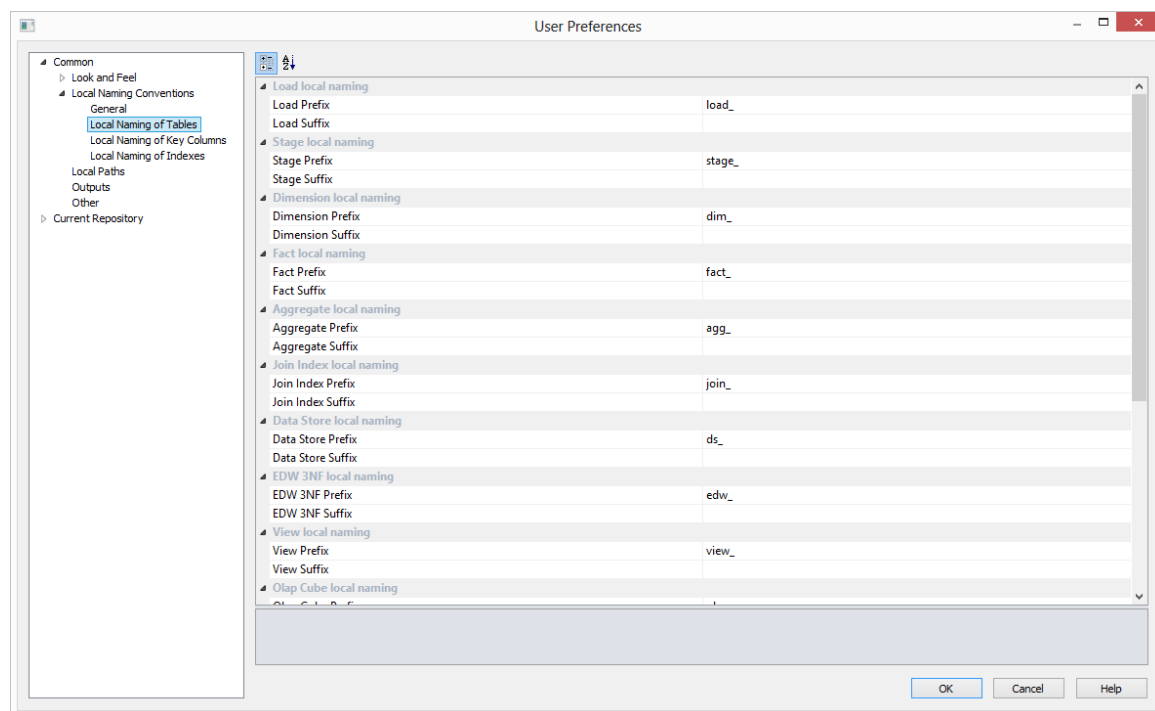 User Preferences
Common
Look and Feel
Local Naming Conventions
General
Local Naming of Tables
Local Naming of Key Columns
Local Naming of Indexes
Local Paths
Outputs
Other
Current Repository
Load local naming
Load Prefix load_
Load Suffix
Stage local naming
Stage Prefix stage_
Stage Suffix
Dimension local naming
Dimension Prefix dim_
Dimension Suffix
Fact local naming
Fact Prefix fact_
Fact Suffix
Aggregate local naming
Aggregate Prefix agg_
Aggregate Suffix
Join Index local naming
Join Index Prefix join_
Join Index Suffix
Data Store local naming
Data Store Prefix ds_
Data Store Suffix
EDW 3NF local naming
EDW 3NF Prefix edw_
EDW 3NF Suffix
View local naming
View Prefix view_
View Suffix
Olap Cube local naming
OK Cancel Help